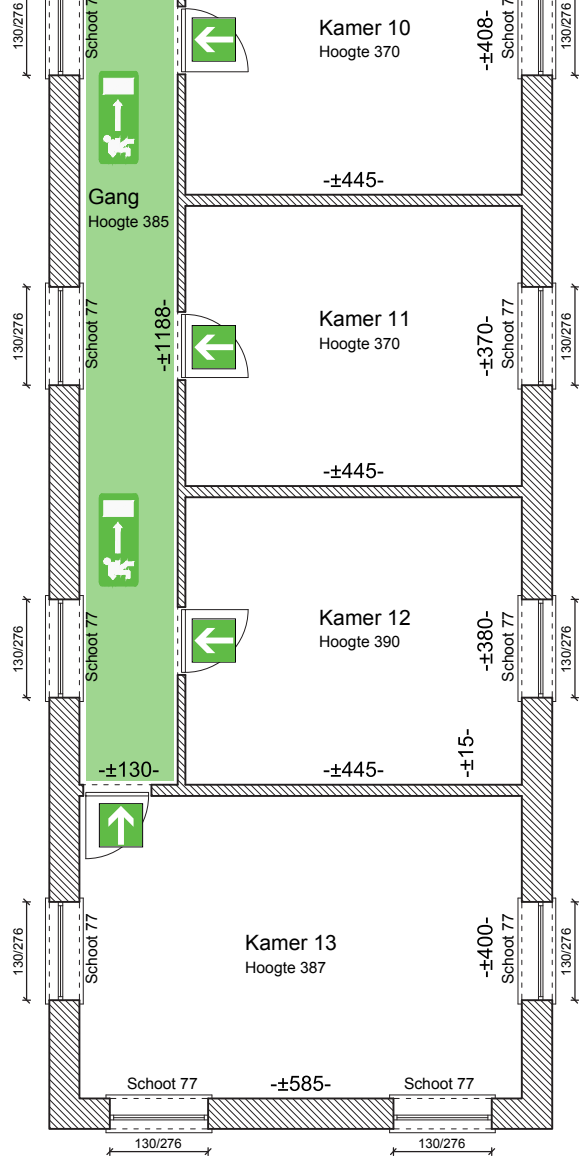 130/276
Schoot 77
Kamer 10
Hoogte 370
-±408-
Schoot 77
130/276
-±445-
Gang
Hoogte 385
130/276
Schoot 77
-±1188-
Kamer 11
Hoogte 370
-±370-
Schoot 77
130/276
-±445-
130/276
Schoot 77
Kamer 12
Hoogte 390
-±380-
Schoot 77
130/276
-±15-
-±130-
-±445-
130/276
Schoot 77
Kamer 13
Hoogte 387
-±400-
Schoot 77
130/276
Schoot 77
-±585-
Schoot 77
130/276
130/276